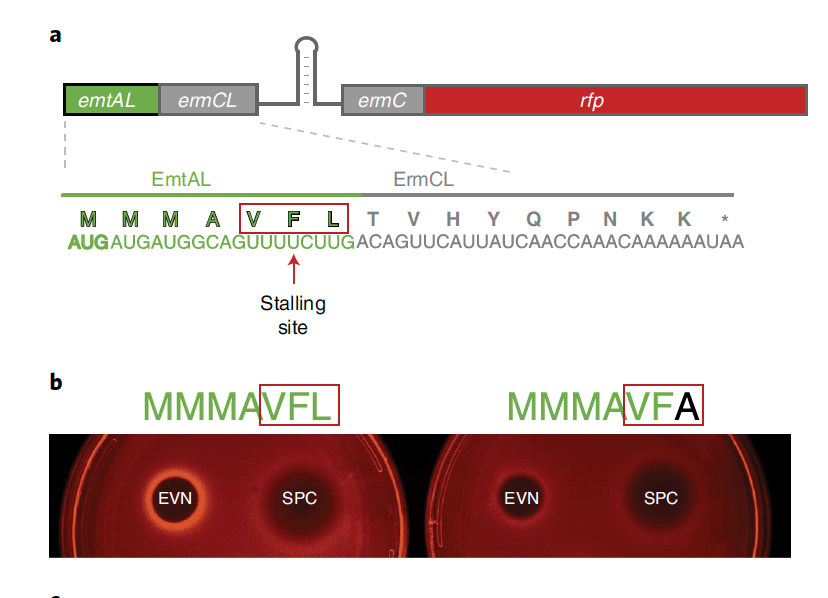 a
emtAL ermCL ermC rfp
EmtAL ErmCL
M M M A V F L T V H Y Q P N K K *
AUGAUGAUGGCAGUUUUCUUGACAGUUCAUUAUCAACCAAACAAAAAAUAA
Stalling
site
b
MMMAVFL MMMAVFA
EVN SPC EVN SPC